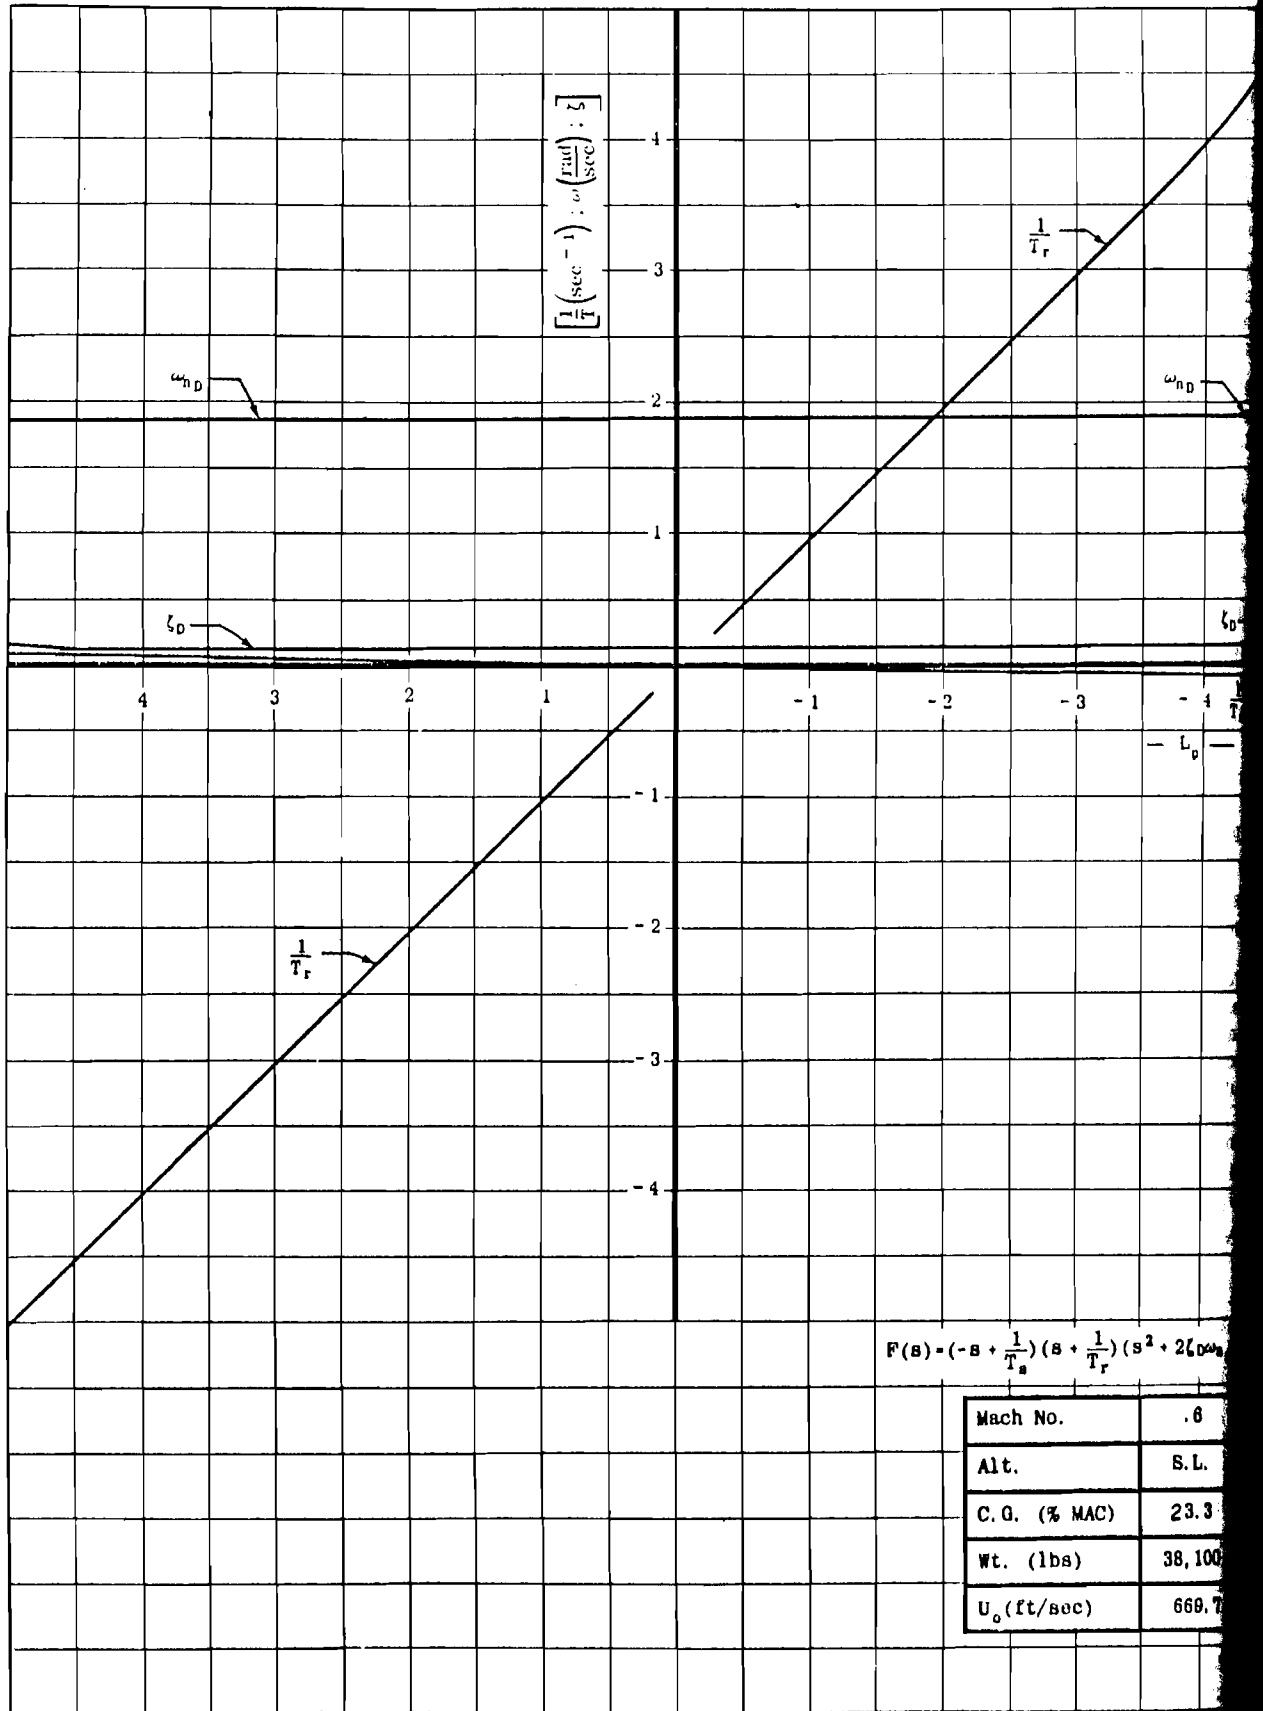 [1/T (sec⁻¹) : ω (rad/sec) : ζ]
4
3
2
1
1/Tᵣ
ωₙD
ωₙD
ζD
ζD
4 3 2 1 -1 -2 -3 -4
Lₚ
-1
-2
-3
-4
1/Tᵣ
F(s) = (-s + 1/Tₛ)(s + 1/Tᵣ)(s² + 2ζDω
Mach No. .6
Alt. S.L.
C.G. (% MAC) 23.3
Wt. (lbs) 38,100
U₀(ft/sec) 669.7